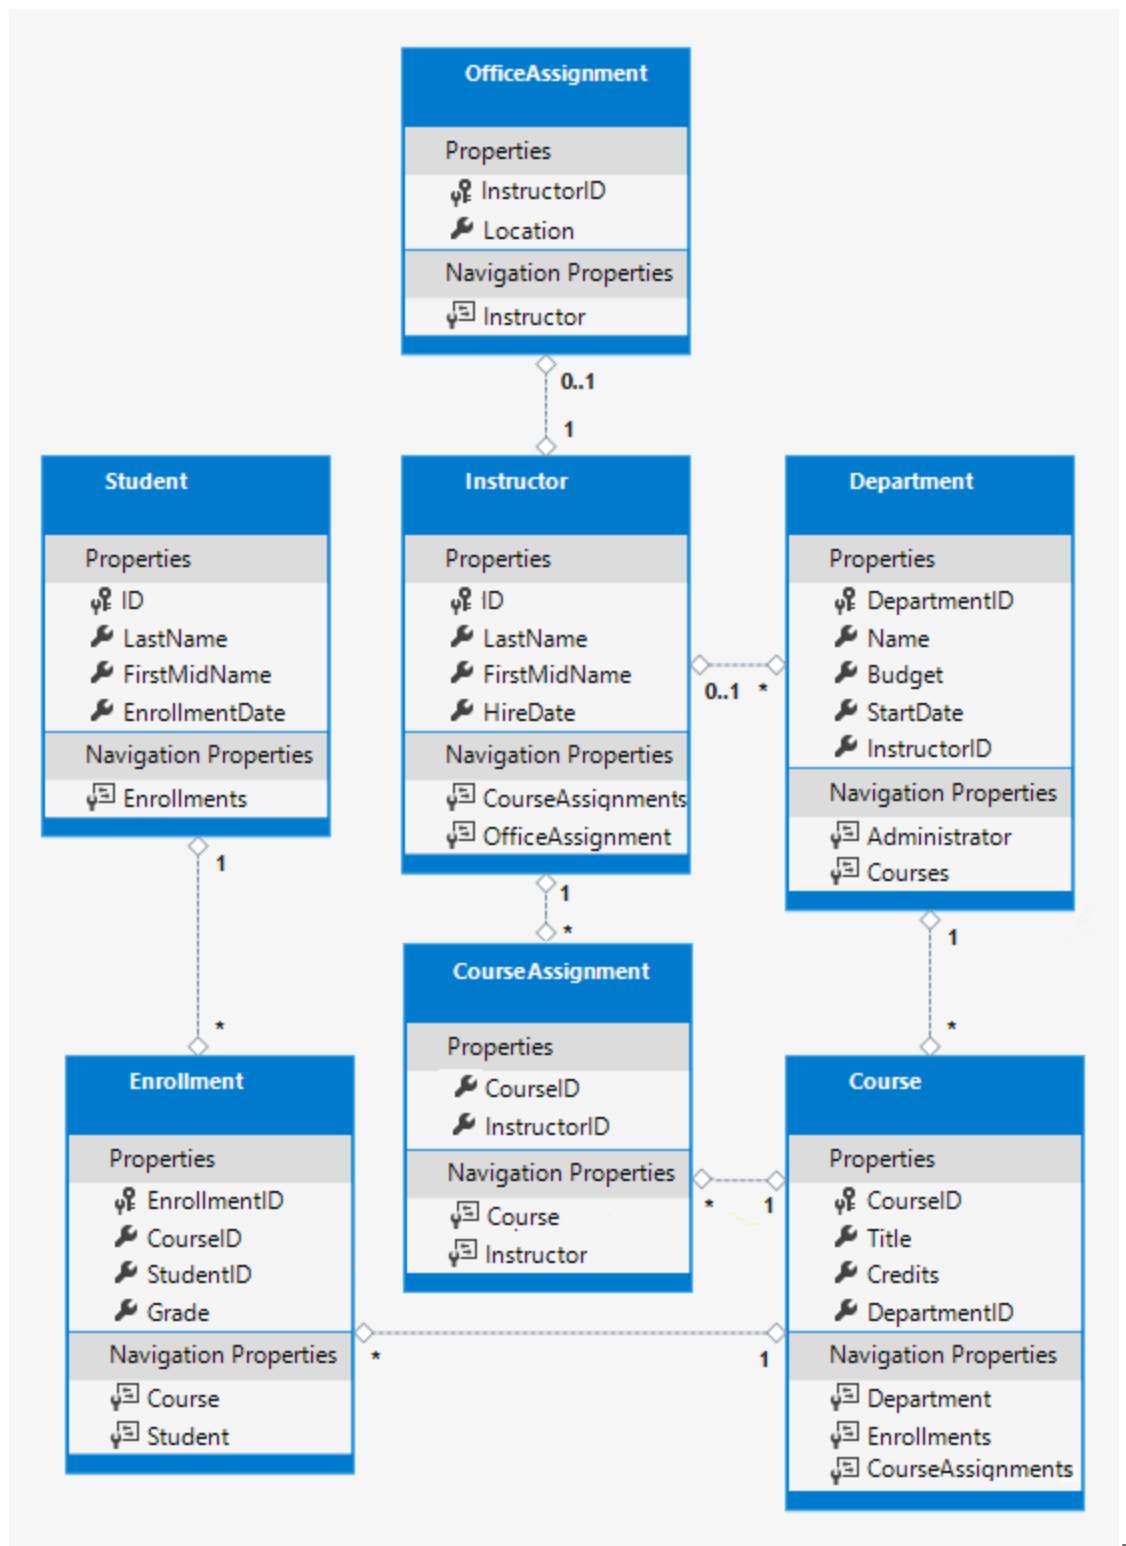 OfficeAssignment
Properties
InstructorID
Location
Navigation Properties
Instructor
0..1
1
Student
Properties
ID
LastName
FirstMidName
EnrollmentDate
Navigation Properties
Enrollments
1
*
Instructor
Properties
ID
LastName
FirstMidName
HireDate
Navigation Properties
CourseAssignments
OfficeAssignment
0..1 *
1
*
Department
Properties
DepartmentID
Name
Budget
StartDate
InstructorID
Navigation Properties
Administrator
Courses
1
*
CourseAssignment
Properties
CourseID
InstructorID
Navigation Properties
Course
Instructor
* 1
Enrollment
Properties
EnrollmentID
CourseID
StudentID
Grade
Navigation Properties
Course
Student
* 1
Course
Properties
CourseID
Title
Credits
DepartmentID
Navigation Properties
Department
Enrollments
CourseAssignments